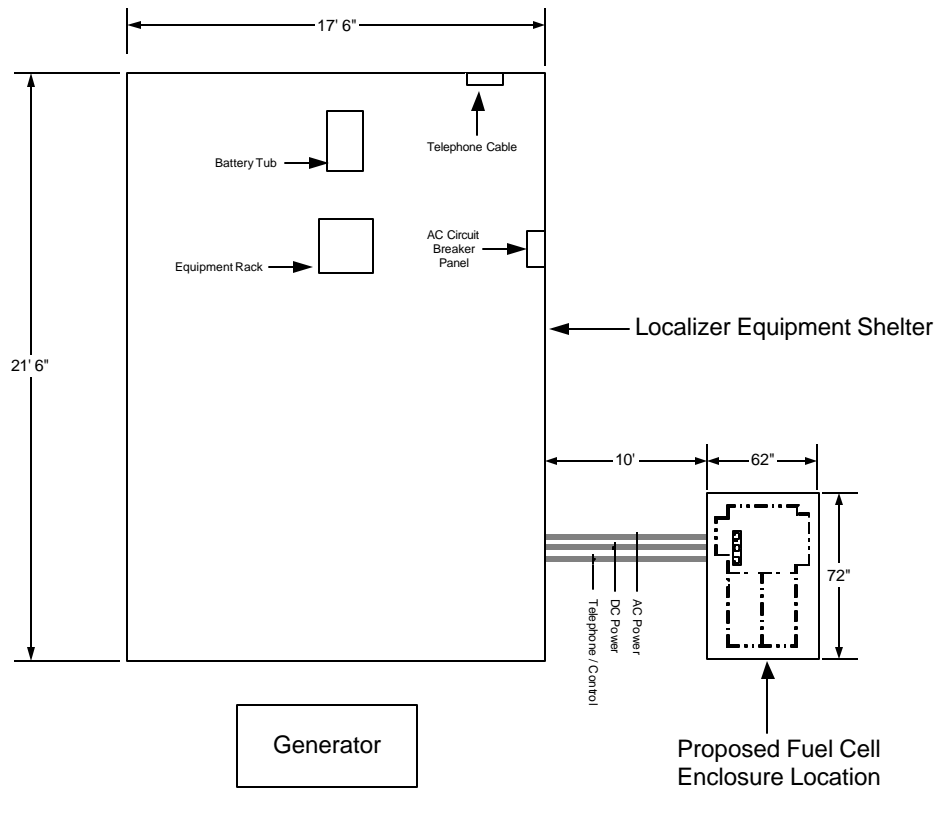 17' 6"
Telephone Cable
Battery Tub
AC Circuit
Breaker
Panel
Equipment Rack
Localizer Equipment Shelter
21' 6"
10'
62"
72"
AC Power
DC Power
Telephone / Control
Generator
Proposed Fuel Cell
Enclosure Location